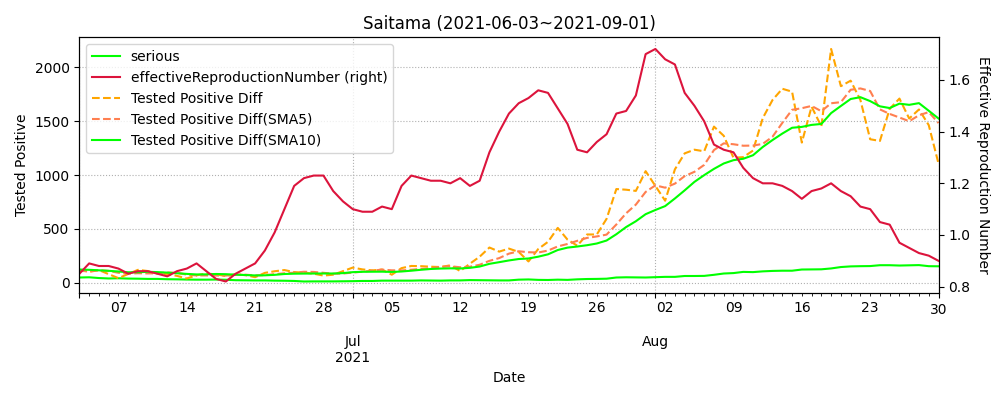 Saitama (2021-06-03~2021-09-01)
serious
effectiveReproductionNumber (right)
Tested Positive Diff
Tested Positive Diff(SMA5)
Tested Positive Diff(SMA10)
Tested Positive
2000
1500
1000
500
0
Effective Reproduction Number
1.6
1.4
1.2
1.0
0.8
07 14 21 28 05 12 19 26 02 09 16 23 30
Jul Aug
2021
Date